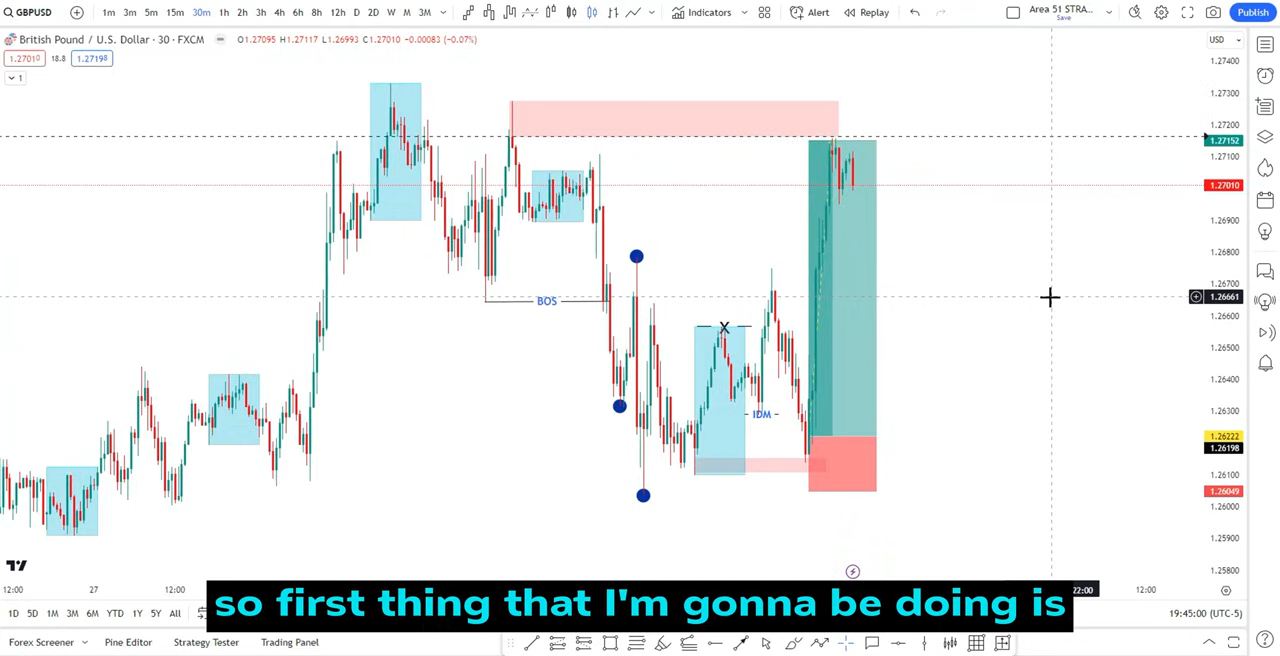 GBPUSD 1m 3m 5m 15m 30m 1h 2h 3h 4h 6h 8h 12h D 2D W M 3M Indicators Alert Replay Area 51 STRA... Save Publish
British Pound / U.S. Dollar · 30 · FXCM O1.27095 H1.27117 L1.26993 C1.27010 -0.00083 (-0.07%) USD
1.27010 18.8 1.27198
1
1.27400
1.27300
1.27200
1.27152
1.27100
1.27010
1.26900
1.26800
1.26700
1.26661
BOS
1.26600
X
1.26500
1.26400
IDM
1.26300
1.26222
1.26198
1.26100
1.26049
1.26000
1.25900
1.25800
12:00 27 12:00 22:00 12:00
so first thing that I'm gonna be doing is
1D 5D 1M 3M 6M YTD 1Y 5Y All 19:45:00 (UTC-5)
Forex Screener Pine Editor Strategy Tester Trading Panel